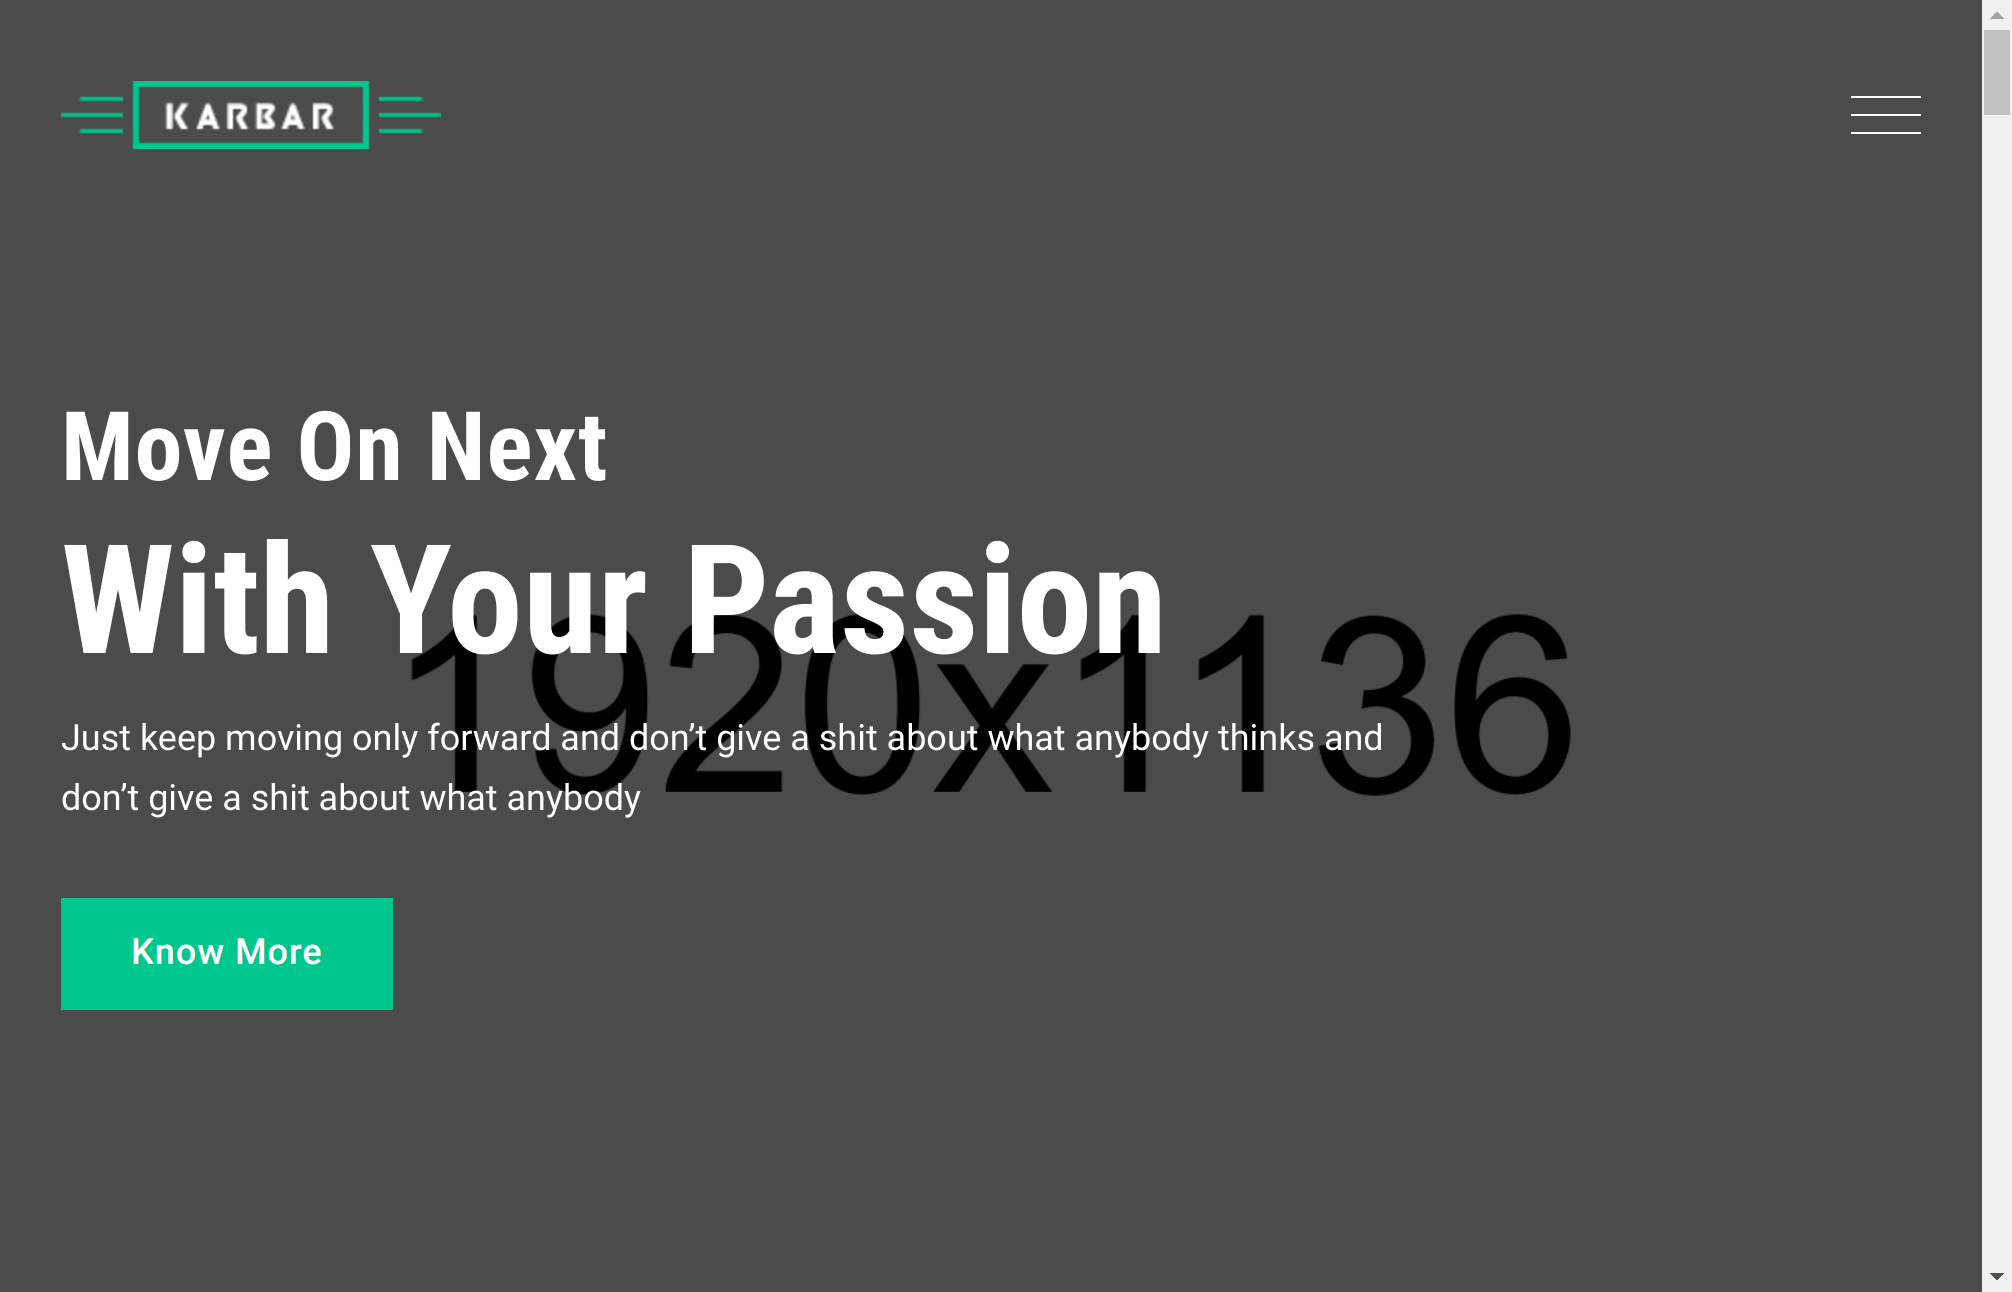 KARBAR
Move On Next
With Your Passion
1920x1136
Just keep moving only forward and don’t give a shit about what anybody thinks and
don’t give a shit about what anybody
Know More